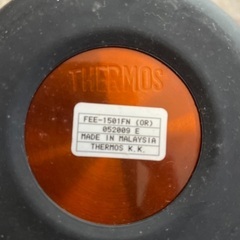 THERMOS
FEE-1501FN (OR)
052009 E
MADE IN MALAYSIA
THERMOS K.K.